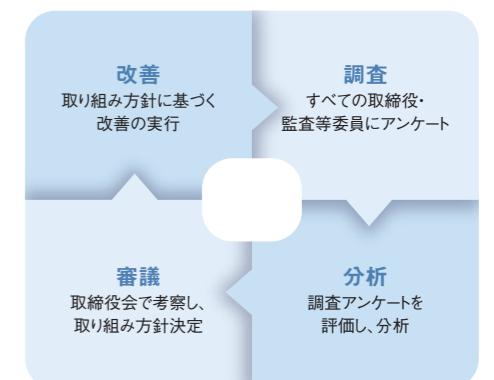 改善
取り組み方針に基づく
改善の実行
調査
すべての取締役・
監査等委員にアンケート
審議
取締役会で考察し、
取り組み方針決定
分析
調査アンケートを
評価し、分析